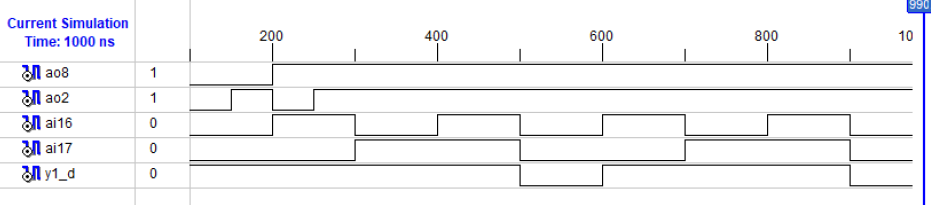 990
Current Simulation
Time: 1000 ns
200 400 600 800 10
ao8 1
ao2 1
ai16 0
ai17 0
y1_d 0